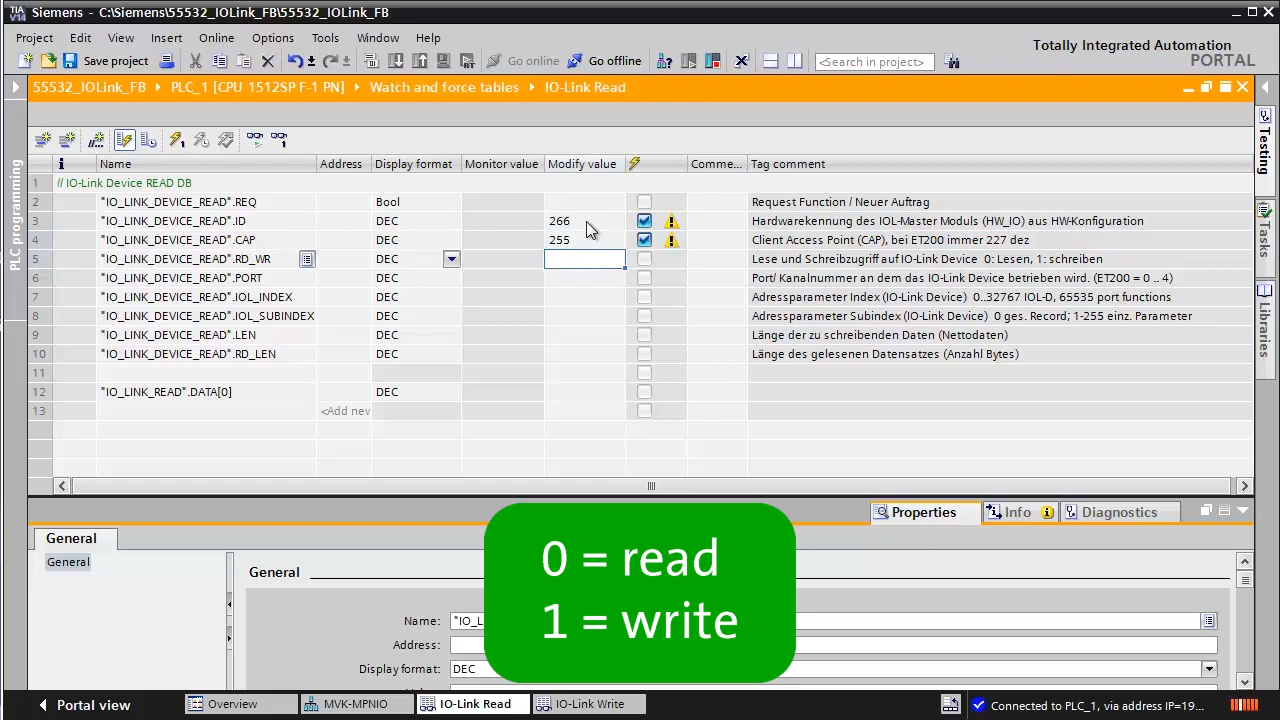 TIA V14 Siemens - C:\Siemens\55532_IOLink_FB\55532_IOLink_FB
Project Edit View Insert Online Options Tools Window Help
Save project Go online Go offline <Search in project>
Totally Integrated Automation
PORTAL
55532_IOLink_FB PLC_1 [CPU 1512SP F-1 PN] Watch and force tables IO-Link Read
PLC programming
i Name Address Display format Monitor value Modify value Comme... Tag comment
1 // IO-Link Device READ DB
2 "IO_LINK_DEVICE_READ".REQ Bool Request Function / Neuer Auftrag
3 "IO_LINK_DEVICE_READ".ID DEC 266 Hardwarekennung des IOL-Master Moduls (HW_IO) aus HW-Konfiguration
4 "IO_LINK_DEVICE_READ".CAP DEC 255 Client Access Point (CAP), bei ET200 immer 227 dez
5 "IO_LINK_DEVICE_READ".RD_WR DEC Lese und Schreibzugriff auf IO-Link Device 0: Lesen, 1: schreiben
6 "IO_LINK_DEVICE_READ".PORT DEC Port/ Kanalnummer an dem das IO-Link Device betrieben wird. (ET200 = 0 .. 4)
7 "IO_LINK_DEVICE_READ".IOL_INDEX DEC Adressparameter Index (IO-Link Device) 0..32767 IOL-D, 65535 port functions
8 "IO_LINK_DEVICE_READ".IOL_SUBINDEX DEC Adressparameter Subindex (IO-Link Device) 0 ges. Record; 1-255 einz. Parameter
9 "IO_LINK_DEVICE_READ".LEN DEC Länge der zu schreibenden Daten (Nettodaten)
10 "IO_LINK_DEVICE_READ".RD_LEN DEC Länge des gelesenen Datensatzes (Anzahl Bytes)
11
12 "IO_LINK_READ".DATA[0] DEC
13 <Add nev
Testing
Tasks
Libraries
Properties Info Diagnostics
General
General
General
Name: "IO_L
Address:
Display format: DEC
0 = read
1 = write
Portal view Overview MVK-MPNIO IO-Link Read IO-Link Write Connected to PLC_1, via address IP=19...